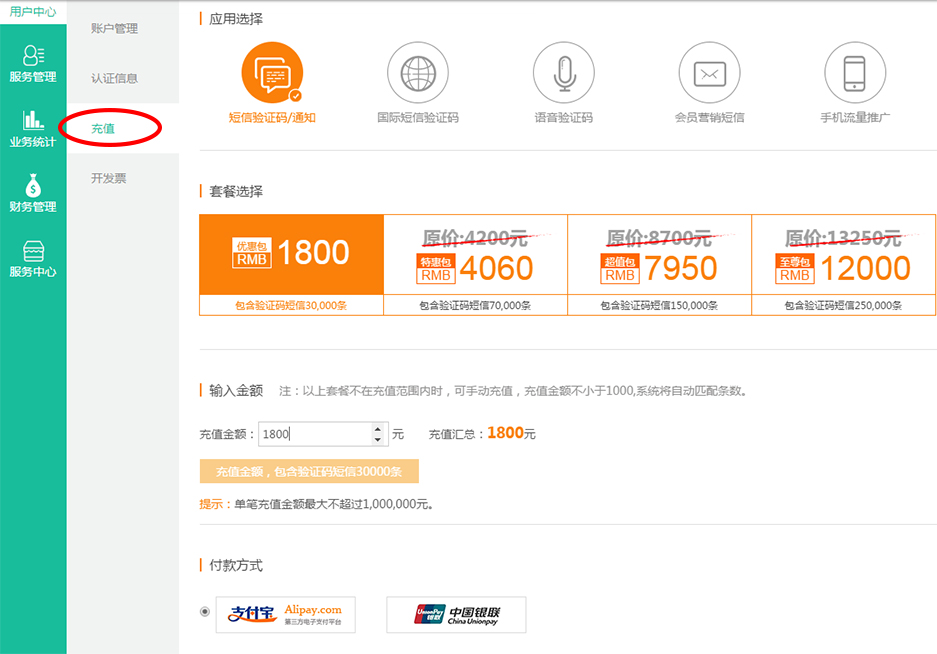 用户中心
服务管理
业务统计
财务管理
服务中心
账户管理
认证信息
充值
开发票
应用选择
短信验证码/通知
国际短信验证码
语音验证码
会员营销短信
手机流量推广
套餐选择
优惠包
RMB
1800
包含验证码短信30,000条
原价:4200元
特惠包
RMB
4060
包含验证码短信70,000条
原价:8700元
超值包
RMB
7950
包含验证码短信150,000条
原价:13250元
至尊包
RMB
12000
包含验证码短信250,000条
输入金额 注：以上套餐不在充值范围内时，可手动充值，充值金额不小于1000,系统将自动匹配条数。
充值金额： 1800 元 充值汇总：1800元
充值金额，包含验证码短信30000条
提示：单笔充值金额最大不超过1,000,000元。
付款方式
支付宝 Alipay.com
第三方电子支付平台
UnionPay
银联
中国银联
China Unionpay